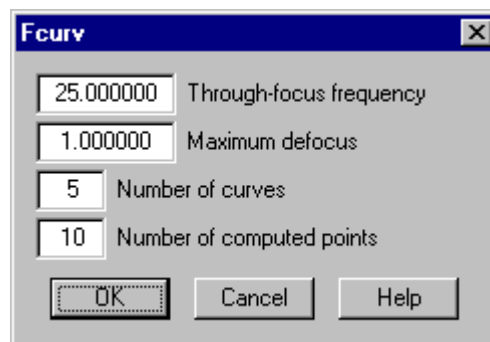 Fcurv
25.000000 Through-focus frequency
1.000000 Maximum defocus
5 Number of curves
10 Number of computed points
OK Cancel Help